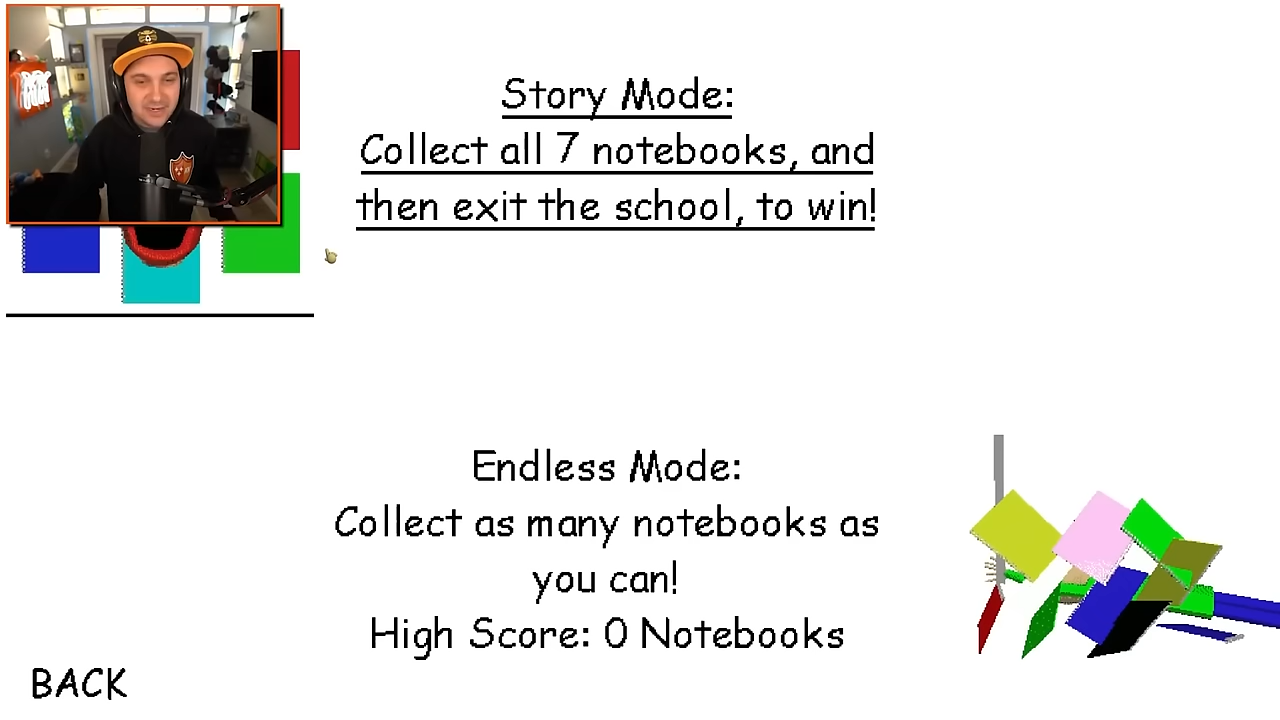 Story Mode:
Collect all 7 notebooks, and
then exit the school, to win!
Endless Mode:
Collect as many notebooks as
you can!
High Score: 0 Notebooks
BACK